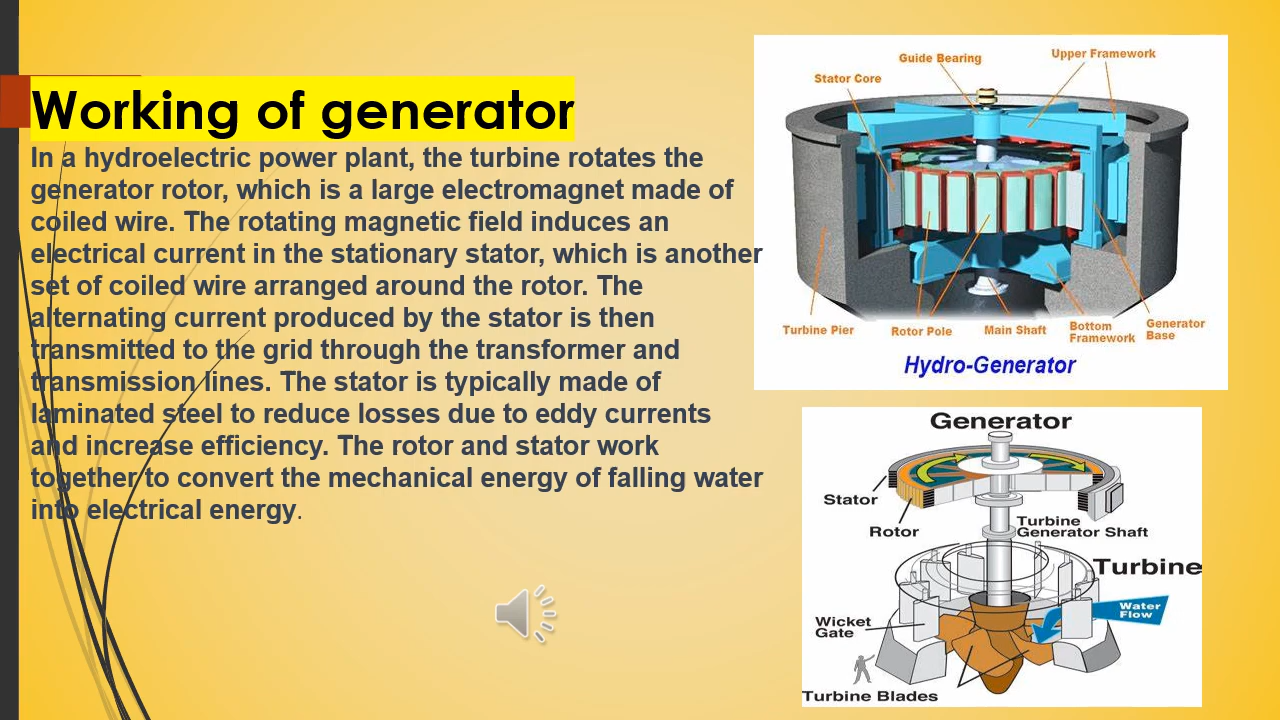 Working of generator
In a hydroelectric power plant, the turbine rotates the
generator rotor, which is a large electromagnet made of
coiled wire. The rotating magnetic field induces an
electrical current in the stationary stator, which is another
set of coiled wire arranged around the rotor. The
alternating current produced by the stator is then
transmitted to the grid through the transformer and
transmission lines. The stator is typically made of
laminated steel to reduce losses due to eddy currents
and increase efficiency. The rotor and stator work
together to convert the mechanical energy of falling water
into electrical energy.
Guide Bearing
Upper Framework
Stator Core
Turbine Pier
Rotor Pole
Main Shaft
Bottom
Framework
Generator
Base
Hydro-Generator
Generator
Stator
Rotor
Turbine
Generator Shaft
Turbine
Water
Flow
Wicket
Gate
Turbine Blades